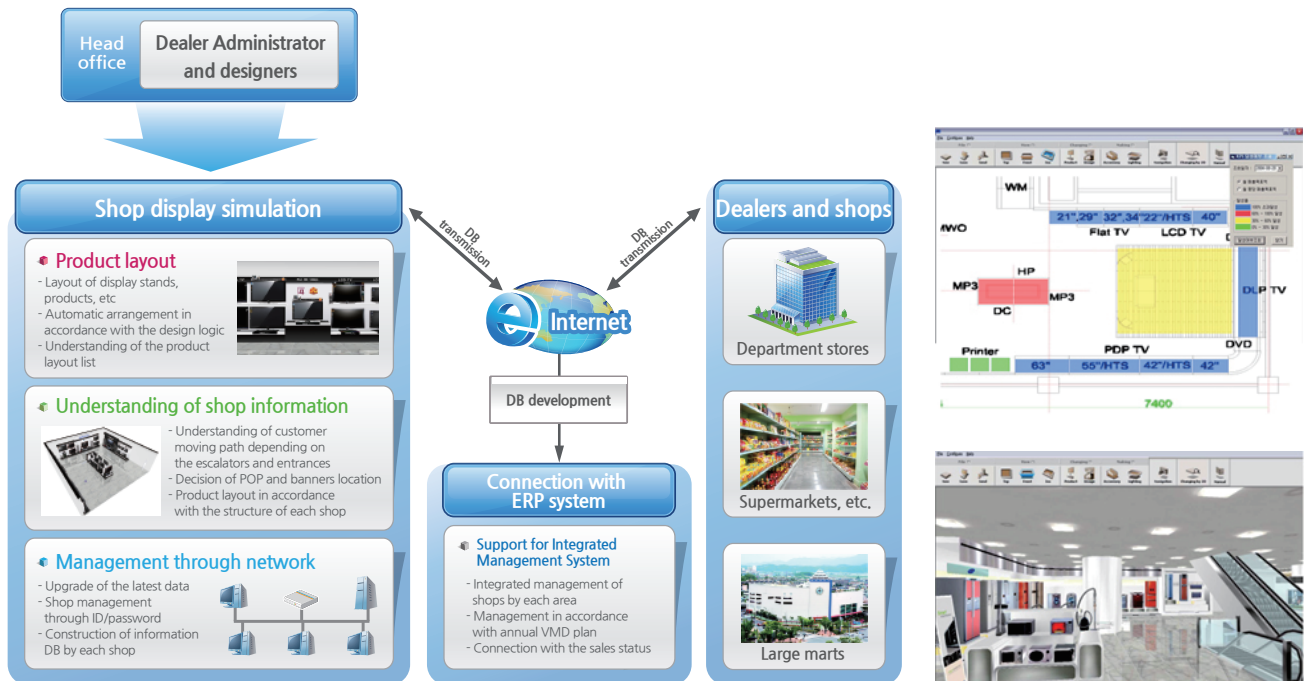 Head
office
Dealer Administrator
and designers
Shop display simulation
Product layout
- Layout of display stands,
products, etc
- Automatic arrangement in
accordance with the design logic
- Understanding of the product
layout list
Understanding of shop information
- Understanding of customer
moving path depending on
the escalators and entrances
- Decision of POP and banners location
- Product layout in accordance
with the structure of each shop
Management through network
- Upgrade of the latest data
- Shop management
through ID/password
- Construction of information
DB by each shop
DB
transmission
DB
transmission
Internet
DB development
Connection with
ERP system
Support for Integrated
Management System
- Integrated management of
shops by each area
- Management in accordance
with annual VMD plan
- Connection with the sales status
Dealers and shops
Department stores
Supermarkets, etc.
Large marts
WM
MWO
21",29" 32",34" 22"/HTS 40"
Flat TV LCD TV
HP
MP3 MP3
DC
DLP TV
Printer PDP TV DVD
63" 55"/HTS 42"/HTS 42"
7400